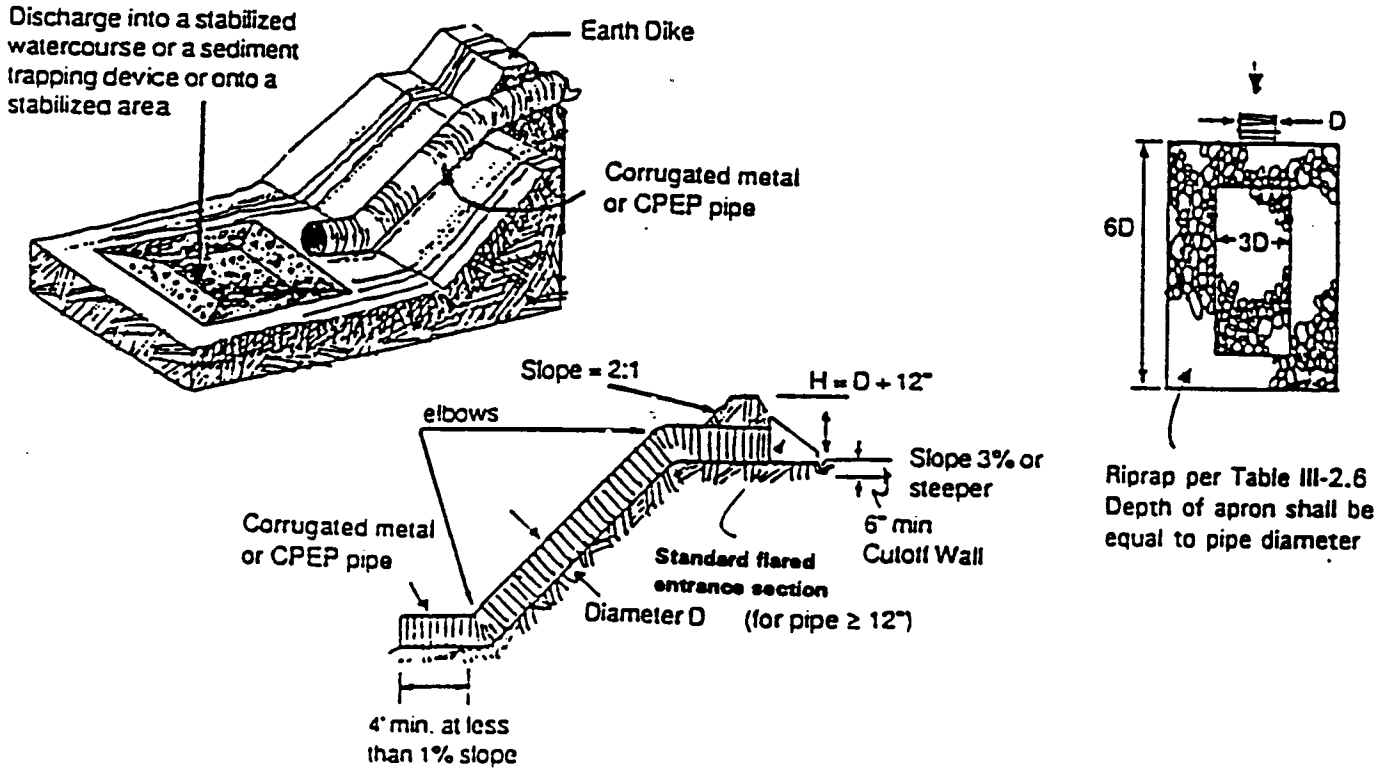 Discharge into a stabilized
watercourse or a sediment
trapping device or onto a
stabilized area
Earth Dike
Corrugated metal
or CPEP pipe
D
6D
3D
Riprap per Table III-2.6
Depth of apron shall be
equal to pipe diameter
Slope = 2:1
H = D + 12"
elbows
Slope 3% or
steeper
6" min
Cutoff Wall
Corrugated metal
or CPEP pipe
Standard flared
entrance section
(for pipe ≥ 12")
Diameter D
4' min. at less
than 1% slope